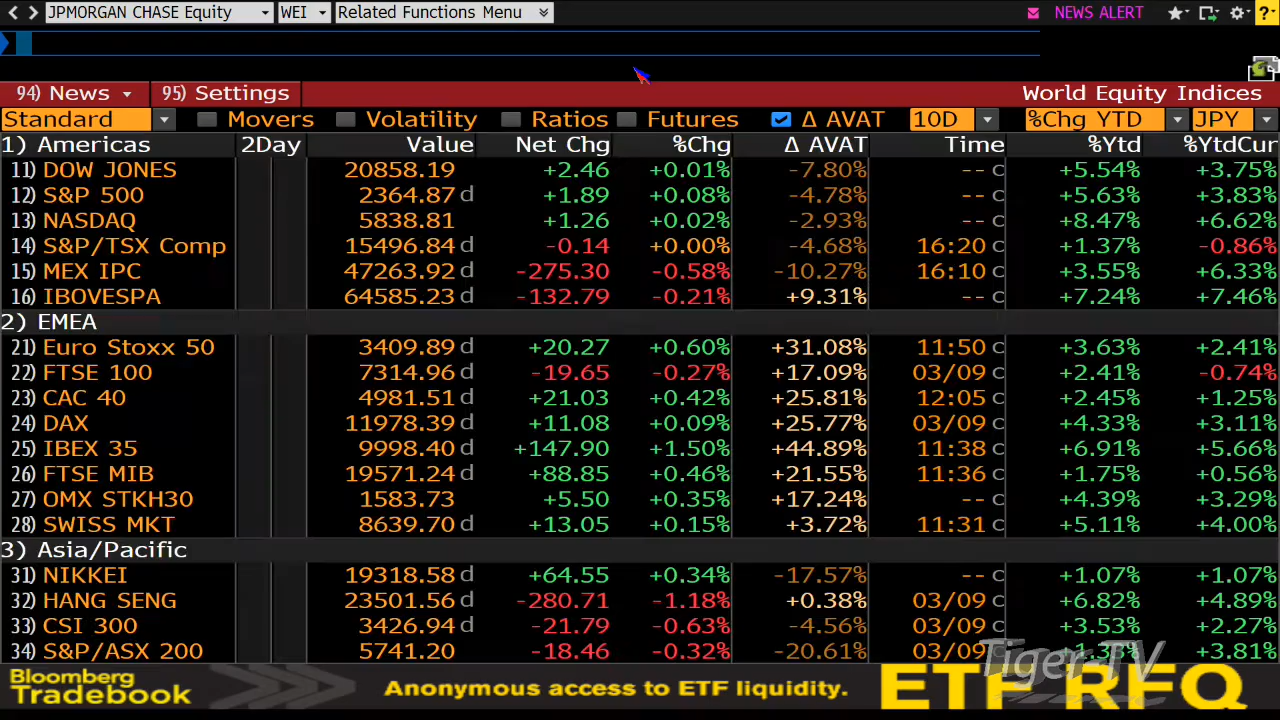 JPMORGAN CHASE Equity WEI Related Functions Menu NEWS ALERT ?
94) News 95) Settings World Equity Indices
Standard Movers Volatility Ratios Futures Δ AVAT 10D %Chg YTD JPY
1) Americas 2Day Value Net Chg %Chg Δ AVAT Time %Ytd %YtdCur
11) DOW JONES 20858.19 +2.46 +0.01% -7.80% -- c +5.54% +3.75%
12) S&P 500 2364.87 d +1.89 +0.08% -4.78% -- c +5.63% +3.83%
13) NASDAQ 5838.81 +1.26 +0.02% -2.93% -- c +8.47% +6.62%
14) S&P/TSX Comp 15496.84 d -0.14 +0.00% -4.68% 16:20 c +1.37% -0.86%
15) MEX IPC 47263.92 d -275.30 -0.58% -10.27% 16:10 c +3.55% +6.33%
16) IBOVESPA 64585.23 d -132.79 -0.21% +9.31% -- c +7.24% +7.46%
2) EMEA
21) Euro Stoxx 50 3409.89 d +20.27 +0.60% +31.08% 11:50 c +3.63% +2.41%
22) FTSE 100 7314.96 d -19.65 -0.27% +17.09% 03/09 c +2.41% -0.74%
23) CAC 40 4981.51 d +21.03 +0.42% +25.81% 12:05 c +2.45% +1.25%
24) DAX 11978.39 d +11.08 +0.09% +25.77% 03/09 c +4.33% +3.11%
25) IBEX 35 9998.40 d +147.90 +1.50% +44.89% 11:38 c +6.91% +5.66%
26) FTSE MIB 19571.24 d +88.85 +0.46% +21.55% 11:36 c +1.75% +0.56%
27) OMX STKH30 1583.73 +5.50 +0.35% +17.24% -- c +4.39% +3.29%
28) SWISS MKT 8639.70 d +13.05 +0.15% +3.72% 11:31 c +5.11% +4.00%
3) Asia/Pacific
31) NIKKEI 19318.58 d +64.55 +0.34% -17.57% -- c +1.07% +1.07%
32) HANG SENG 23501.56 d -280.71 -1.18% +0.38% 03/09 c +6.82% +4.89%
33) CSI 300 3426.94 d -21.79 -0.63% -4.56% 03/09 c +3.53% +2.27%
34) S&P/ASX 200 5741.20 -18.46 -0.32% -20.61% 03/09 +3.81%
Tiger-TV
Bloomberg
Tradebook Anonymous access to ETF liquidity. ETF RFQ